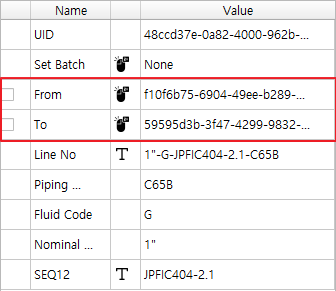 Name Value
UID 48ccd37e-0a82-4000-962b-...
Set Batch None
From f10f6b75-6904-49ee-b289-...
To 59595d3b-3f47-4299-9832-...
Line No T 1"-G-JPFIC404-2.1-C65B
Piping ... C65B
Fluid Code G
Nominal ... 1"
SEQ12 T JPFIC404-2.1